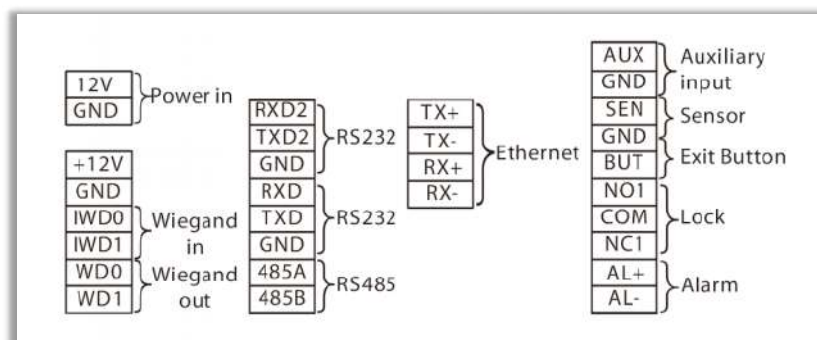 12V
GND
Power in
+12V
GND
IWD0
IWD1
Wiegand
in
WD0
WD1
Wiegand
out
RXD2
TXD2
GND
RS232
RXD
TXD
GND
RS232
485A
485B
RS485
TX+
TX-
RX+
RX-
Ethernet
AUX
GND
Auxiliary
input
SEN
GND
Sensor
BUT
Exit Button
NO1
COM
NC1
Lock
AL+
AL-
Alarm